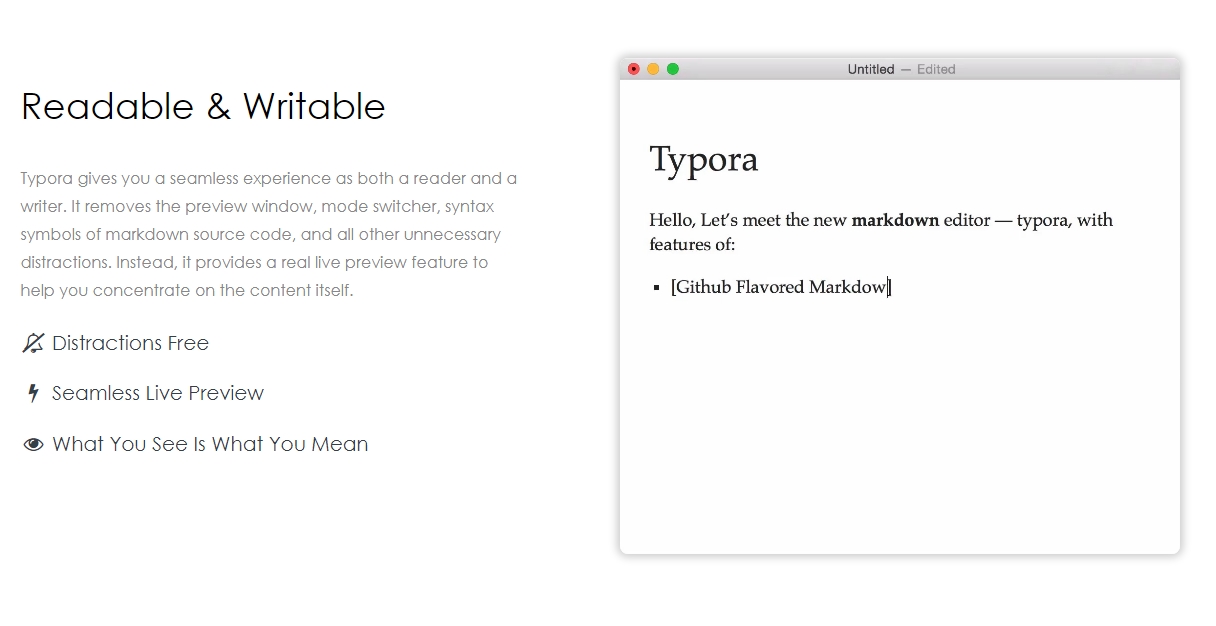 Readable & Writable
Typora gives you a seamless experience as both a reader and a
writer. It removes the preview window, mode switcher, syntax
symbols of markdown source code, and all other unnecessary
distractions. Instead, it provides a real live preview feature to
help you concentrate on the content itself.
Distractions Free
Seamless Live Preview
What You See Is What You Mean
Untitled — Edited
Typora
Hello, Let’s meet the new markdown editor — typora, with
features of:
▪ [Github Flavored Markdow]